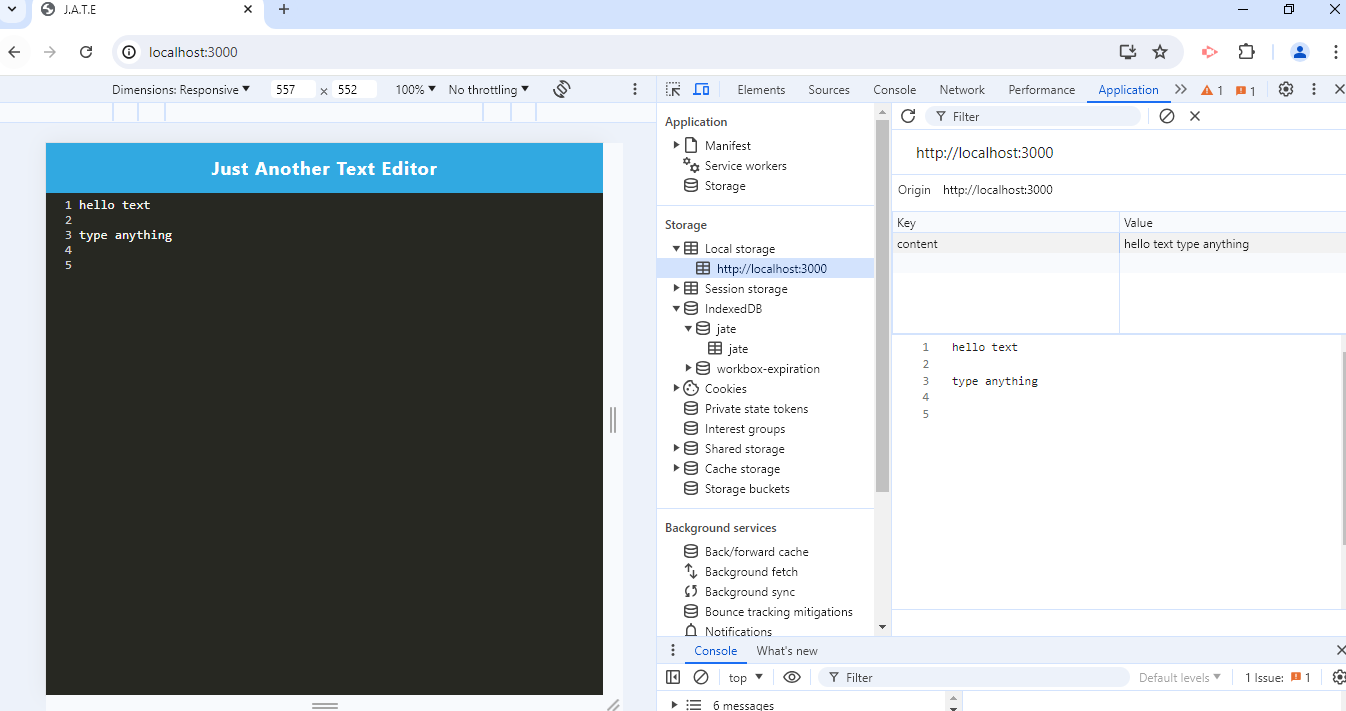 J.A.T.E
localhost:3000
Dimensions: Responsive 557 x 552 100% No throttling
Elements Sources Console Network Performance Application 1 1
Just Another Text Editor
1 hello text
2
3 type anything
4
5
Application
Manifest
Service workers
Storage
Storage
Local storage
http://localhost:3000
Session storage
IndexedDB
jate
jate
workbox-expiration
Cookies
Private state tokens
Interest groups
Shared storage
Cache storage
Storage buckets
Background services
Back/forward cache
Background fetch
Background sync
Bounce tracking mitigations
Notifications
Filter
http://localhost:3000
Origin http://localhost:3000
Key Value
content hello text type anything
1 hello text
2
3 type anything
4
5
Console What's new
top Filter Default levels 1 Issue: 1
6 messages